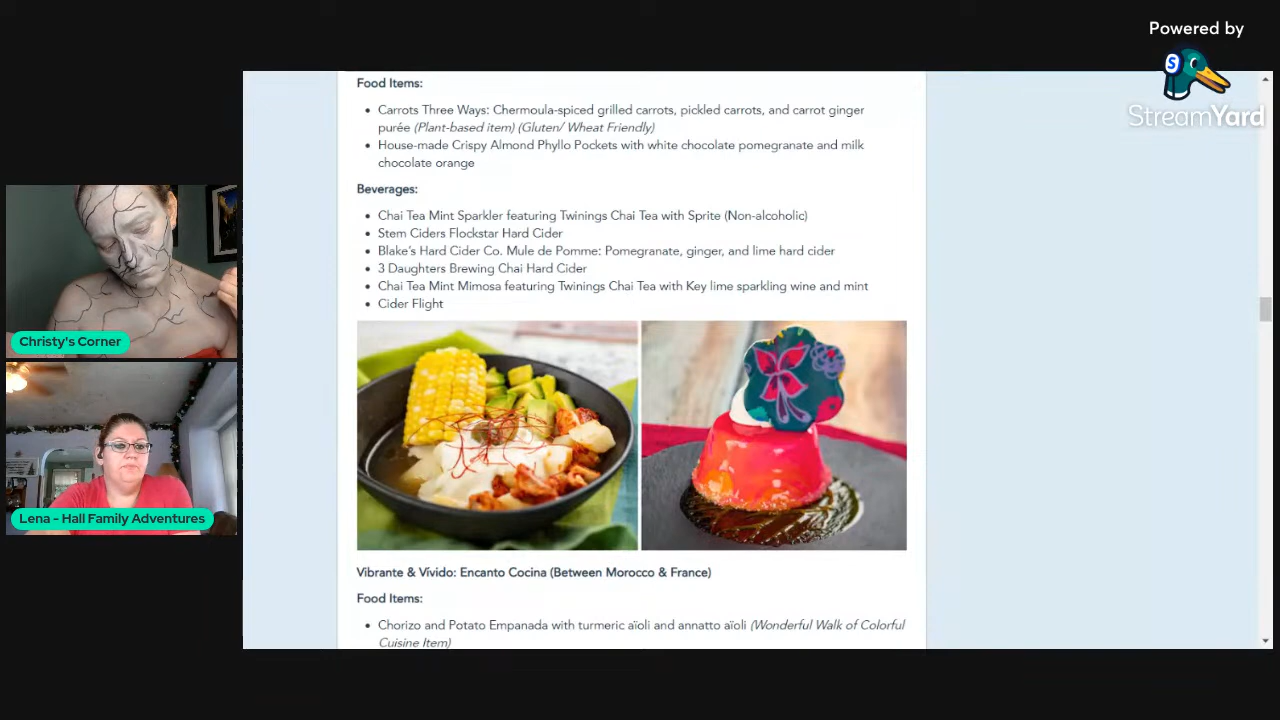 Powered by
S
StreamYard
Food Items:
Carrots Three Ways: Chermoula-spiced grilled carrots, pickled carrots, and carrot ginger
purée (Plant-based item) (Gluten/ Wheat Friendly)
House-made Crispy Almond Phyllo Pockets with white chocolate pomegranate and milk
chocolate orange
Beverages:
Chai Tea Mint Sparkler featuring Twinings Chai Tea with Sprite (Non-alcoholic)
Stem Ciders Flockstar Hard Cider
Blake's Hard Cider Co. Mule de Pomme: Pomegranate, ginger, and lime hard cider
3 Daughters Brewing Chai Hard Cider
Chai Tea Mint Mimosa featuring Twinings Chai Tea with Key lime sparkling wine and mint
Cider Flight
Christy's Corner
Lena - Hall Family Adventures
Vibrante & Vívido: Encanto Cocina (Between Morocco & France)
Food Items:
Chorizo and Potato Empanada with turmeric aïoli and annatto aïoli (Wonderful Walk of Colorful
Cuisine Item)